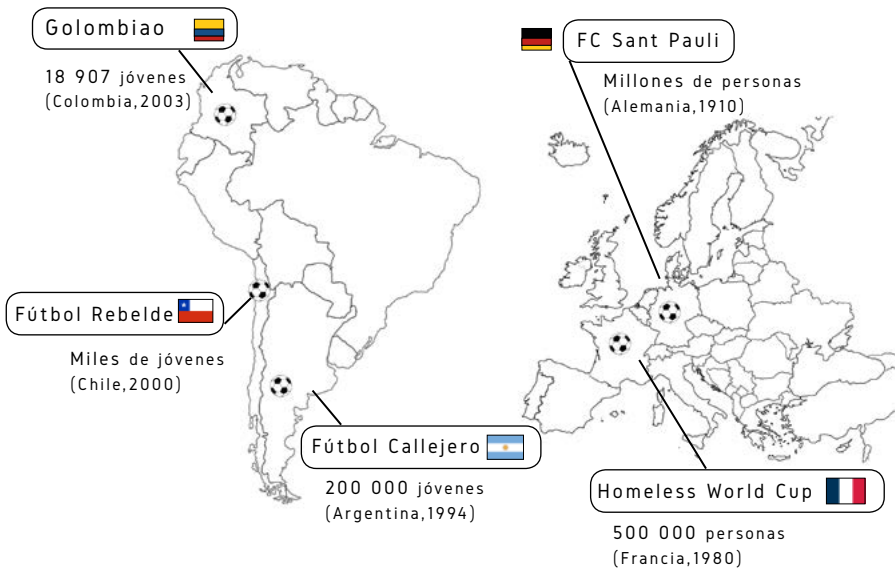 Golombiao
18 907 jóvenes
(Colombia,2003)
FC Sant Pauli
Millones de personas
(Alemania,1910)
Fútbol Rebelde
Miles de jóvenes
(Chile,2000)
Fútbol Callejero
200 000 jóvenes
(Argentina,1994)
Homeless World Cup
500 000 personas
(Francia,1980)